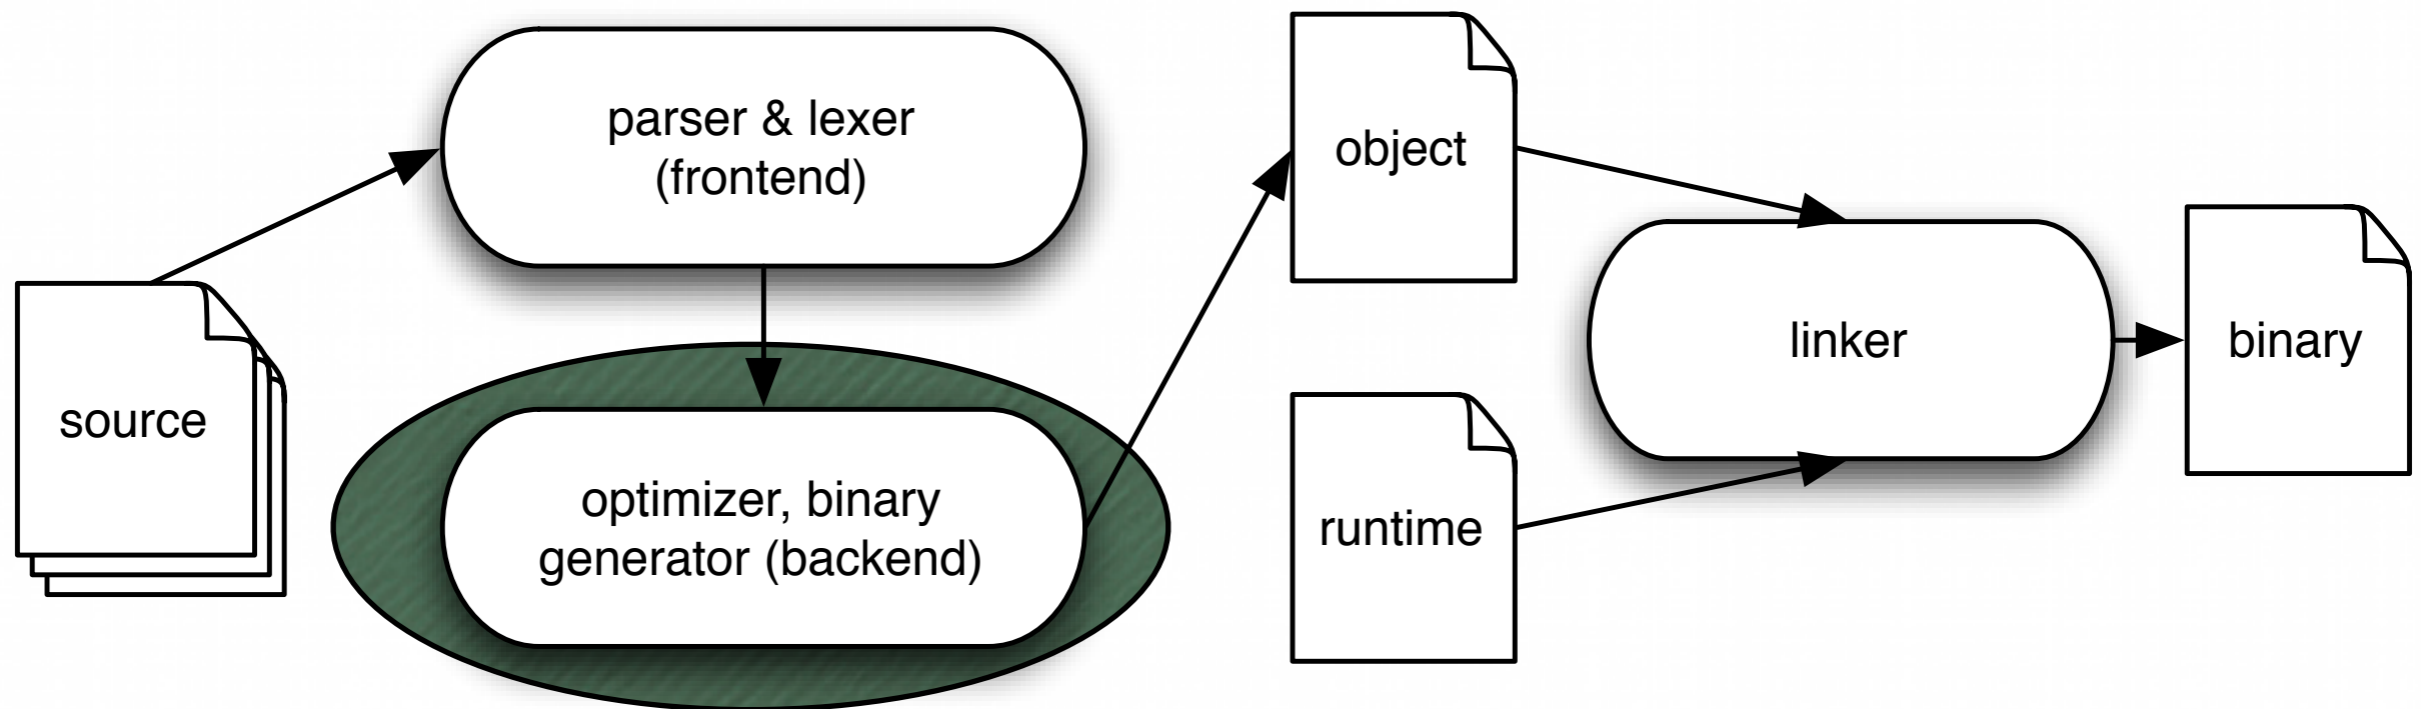 source
parser & lexer
(frontend)
optimizer, binary
generator (backend)
object
runtime
linker
binary